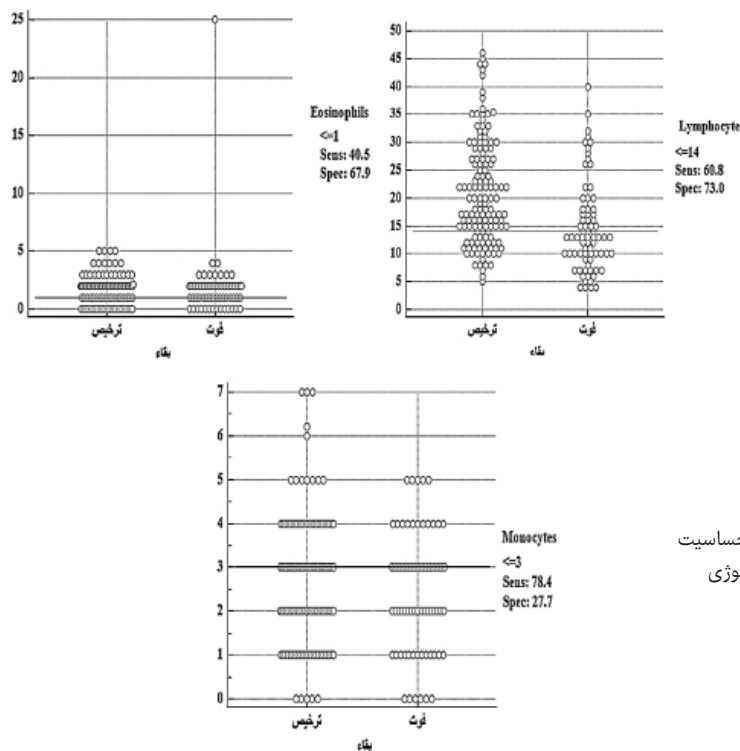 25
20
15
10
5
0
ترخیص فوت
بقاء
Eosinophils
<=1
Sens: 40.5
Spec: 67.9
50
45
40
35
30
25
20
15
10
5
0
ترخیص فوت
بقاء
Lymphocyte
<=14
Sens: 60.8
Spec: 73.0
7
6
5
4
3
2
1
0
ترخیص فوت
بقاء
Monocytes
<=3
Sens: 78.4
Spec: 27.7
حساسیت